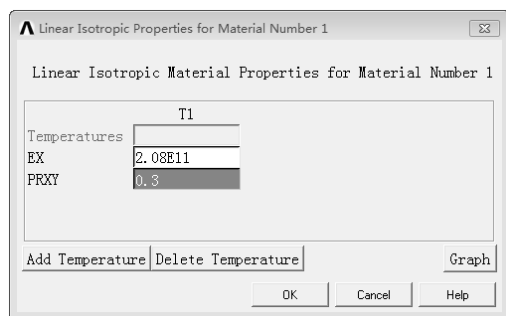 Linear Isotropic Properties for Material Number 1
Linear Isotropic Material Properties for Material Number 1
T1
Temperatures
EX 2.08E11
PRXY 0.3
Add Temperature Delete Temperature Graph
OK Cancel Help